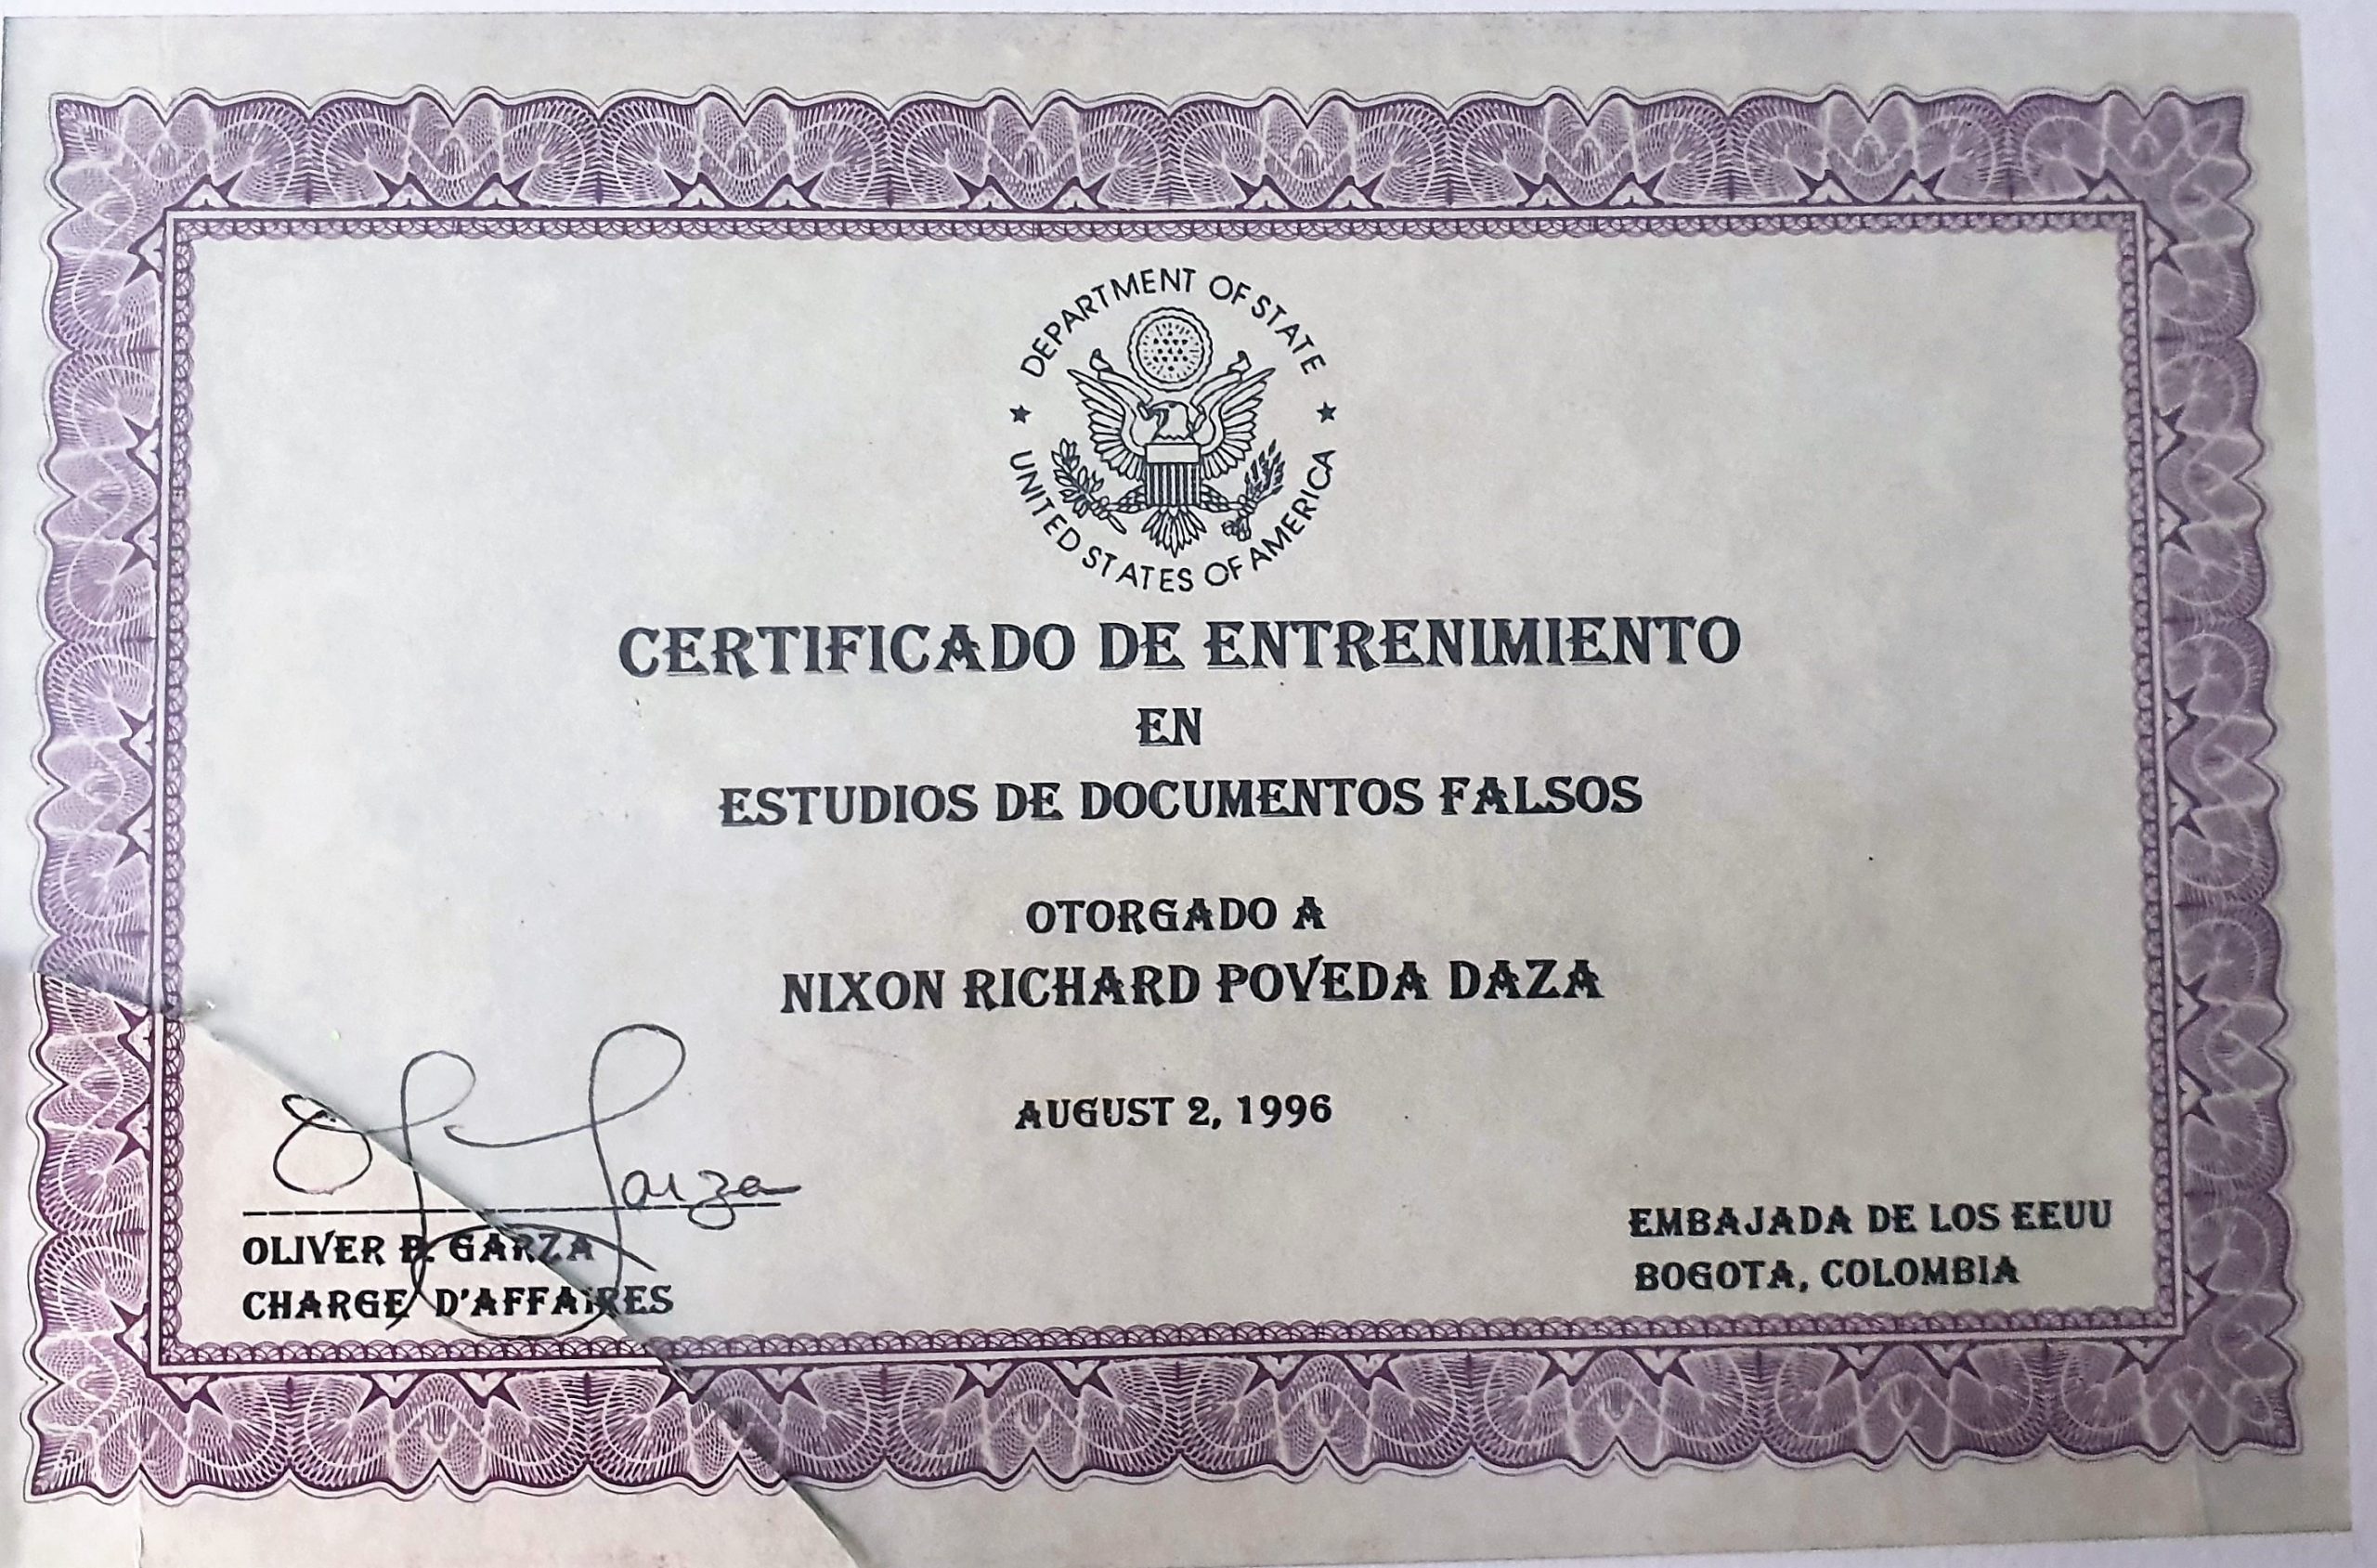 DEPARTMENT OF STATE
UNITED STATES OF AMERICA
CERTIFICADO DE ENTRENIMIENTO
EN
ESTUDIOS DE DOCUMENTOS FALSOS
OTORGADO A
NIXON RICHARD POVEDA DAZA
AUGUST 2, 1996
Garza
OLIVER P. GARZA
CHARGE D'AFFAIRES
EMBAJADA DE LOS EEUU
BOGOTA, COLOMBIA